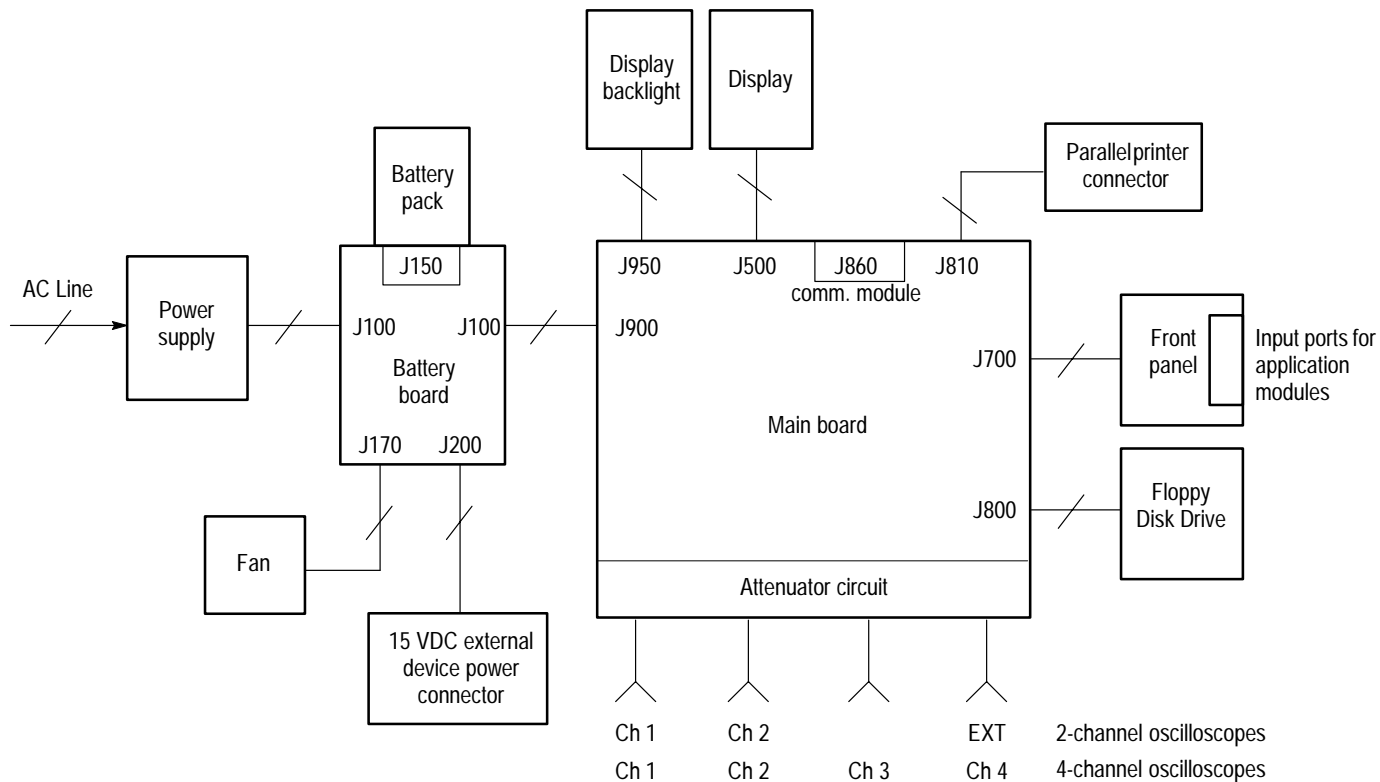 Display
backlight
Display
Parallel printer
connector
Battery
pack
J150
AC Line
Power
supply
J100
J100
Battery
board
J170
J200
Fan
15 VDC external
device power
connector
J950
J500
J860
J810
comm. module
J900
J700
Main board
J800
Attenuator circuit
Front
panel
Input ports for
application
modules
Floppy
Disk Drive
Ch 1 Ch 2 EXT 2-channel oscilloscopes
Ch 1 Ch 2 Ch 3 Ch 4 4-channel oscilloscopes